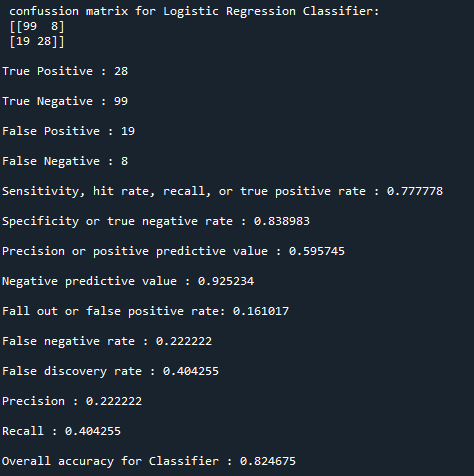 confussion matrix for Logistic Regression Classifier:
[[99 8]
[19 28]]
True Positive : 28
True Negative : 99
False Positive : 19
False Negative : 8
Sensitivity, hit rate, recall, or true positive rate : 0.777778
Specificity or true negative rate : 0.838983
Precision or positive predictive value : 0.595745
Negative predictive value : 0.925234
Fall out or false positive rate: 0.161017
False negative rate : 0.222222
False discovery rate : 0.404255
Precision : 0.222222
Recall : 0.404255
Overall accuracy for Classifier : 0.824675